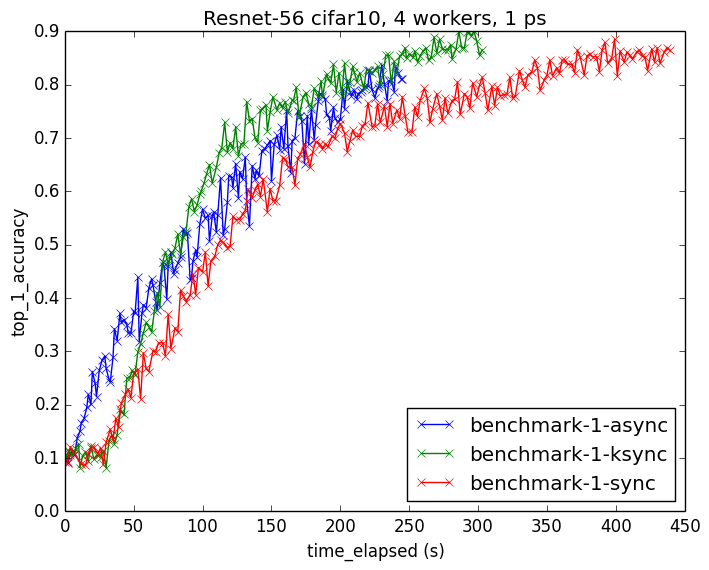 Resnet-56 cifar10, 4 workers, 1 ps
top_1_accuracy
0.9
0.8
0.7
0.6
0.5
0.4
0.3
0.2
0.1
0.0
benchmark-1-async
benchmark-1-ksync
benchmark-1-sync
0 50 100 150 200 250 300 350 400 450
time_elapsed (s)